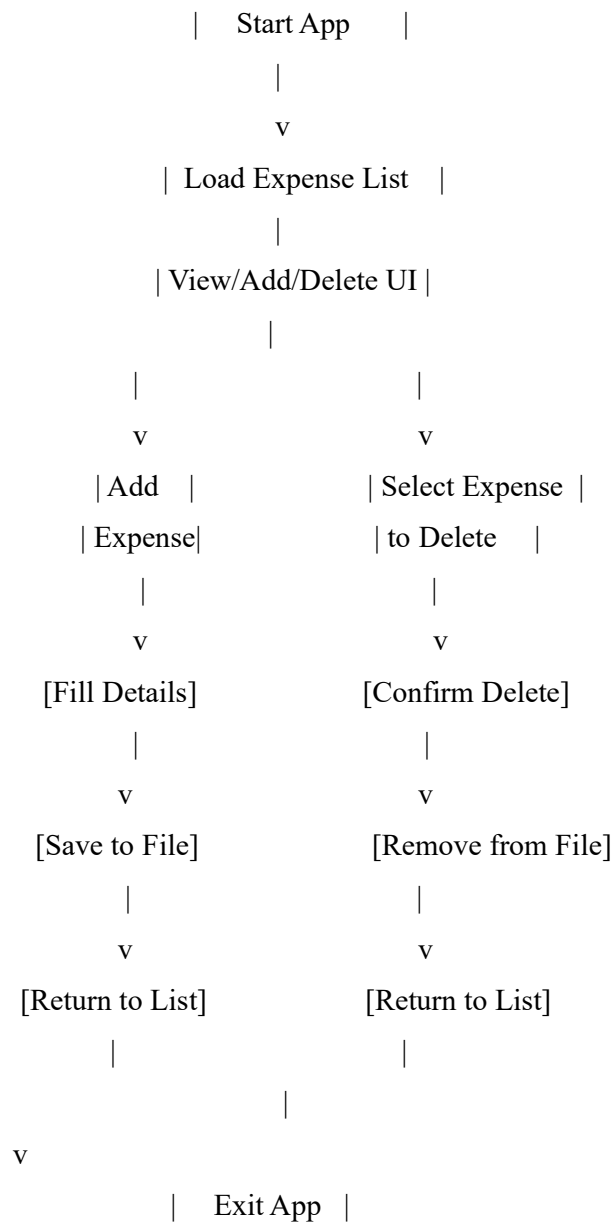 | Start App |
|
v
| Load Expense List |
|
| View/Add/Delete UI |
|
| |
v v
| Add | | Select Expense |
| Expense| | to Delete |
| |
v v
[Fill Details] [Confirm Delete]
| |
v v
[Save to File] [Remove from File]
| |
v v
[Return to List] [Return to List]
| |
|
v
| Exit App |